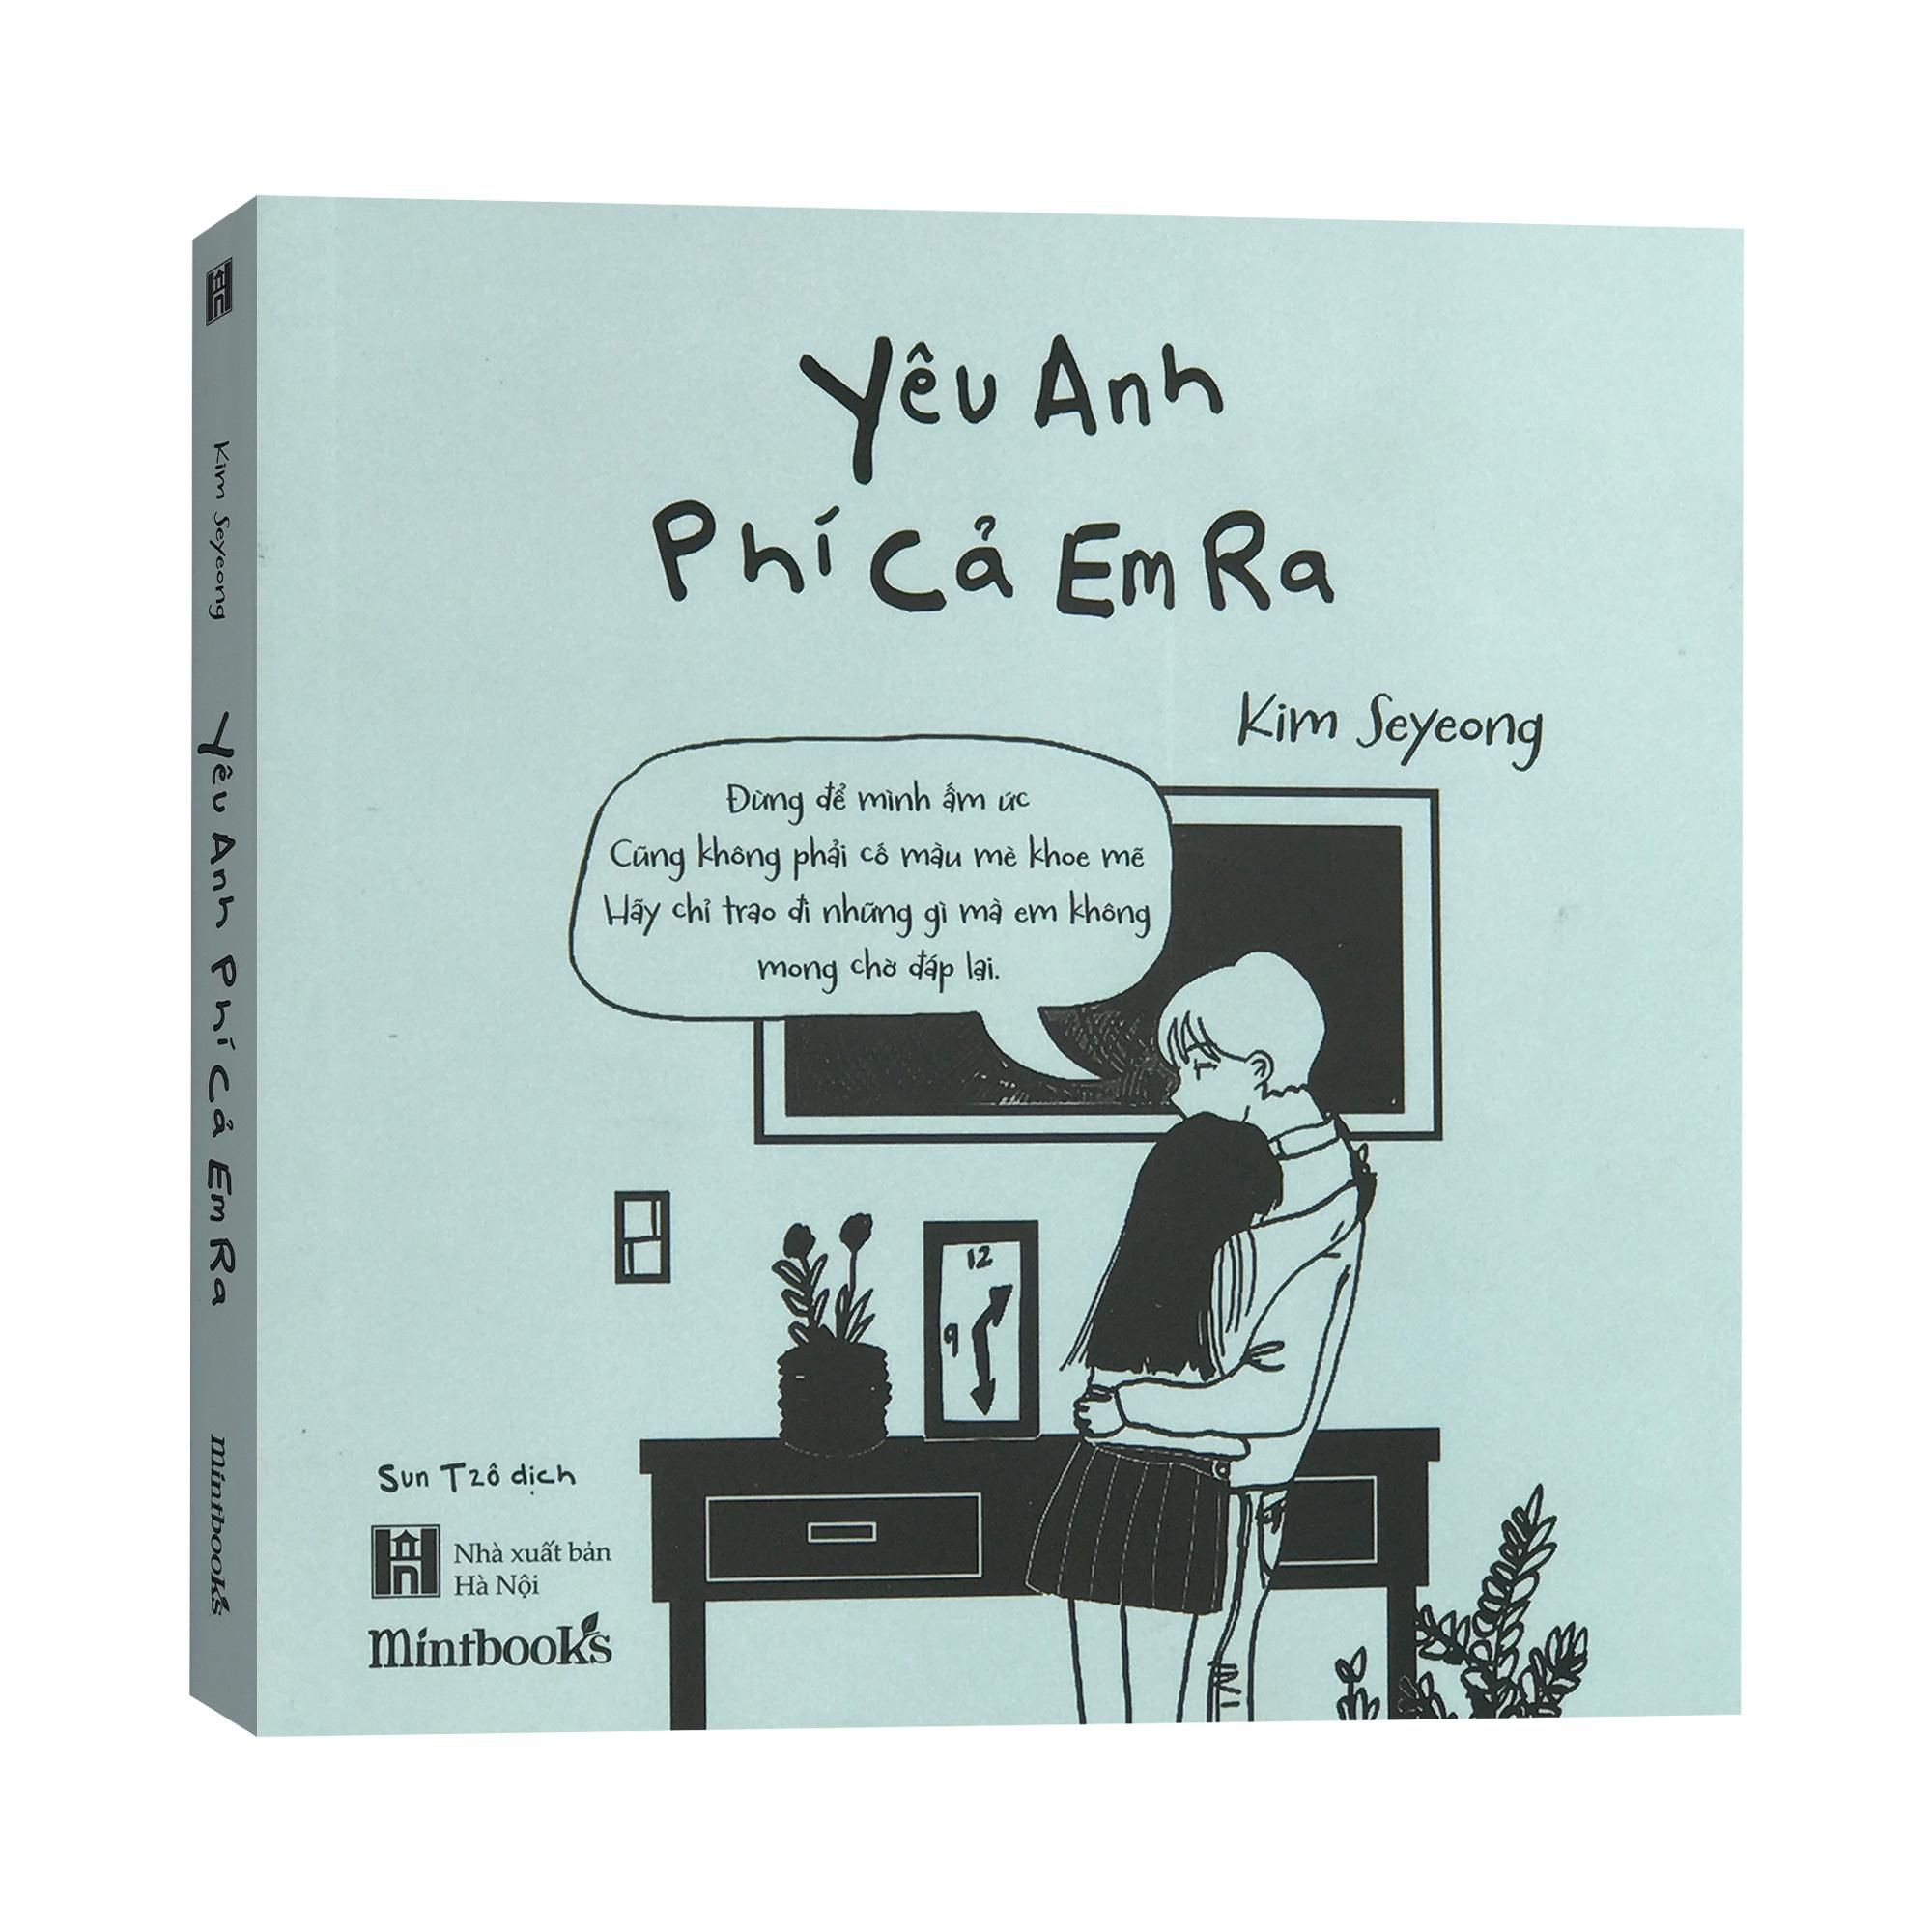 Yêu Anh
Phí Cả Em Ra
Kim Seyeong
Đừng để mình ấm ức
Cũng không phải cố màu mè khoe mẽ
Hãy chỉ trao đi những gì mà em không
mong chờ đáp lại.
12
9
Sun Tzô dịch
Nhà xuất bản
Hà Nội
mintbooks
Kim Seyeong
Yêu Anh Phí Cả Em Ra
mintbooks